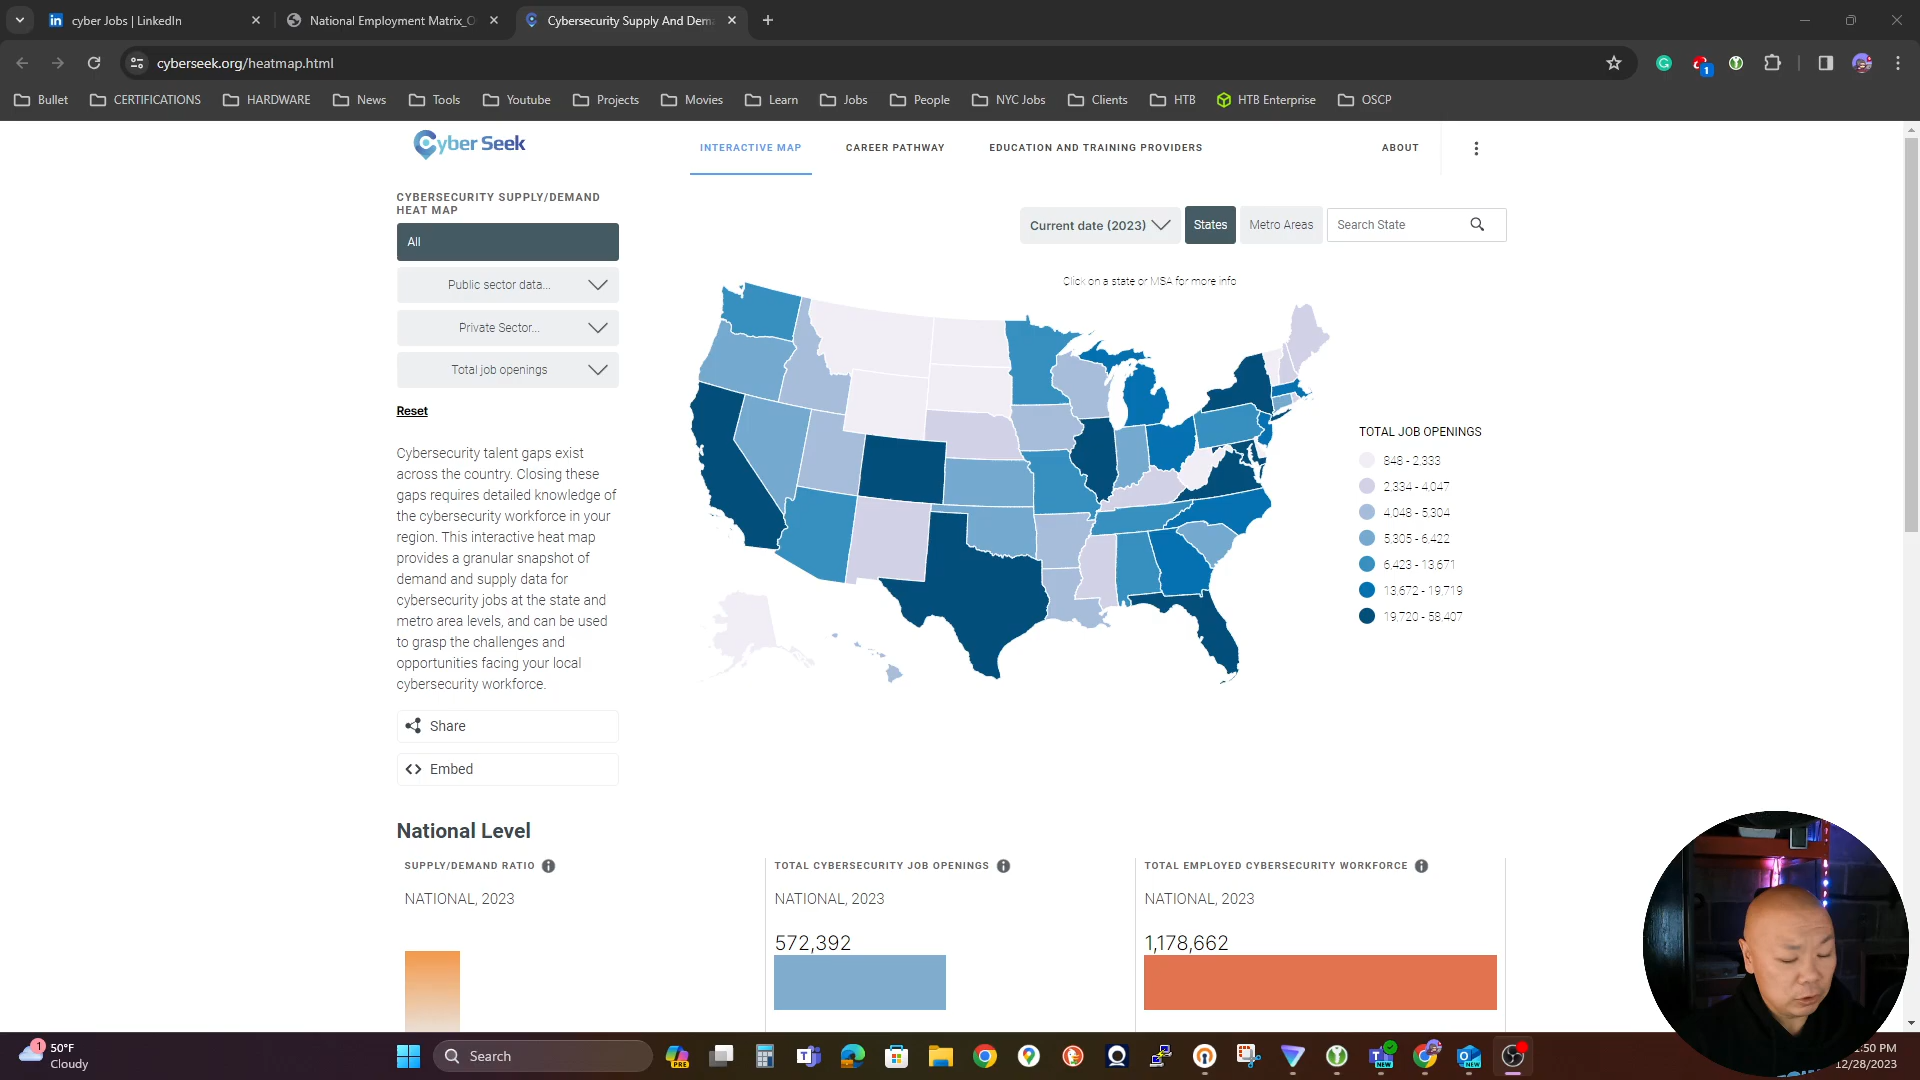 cyber Jobs | LinkedIn
National Employment Matrix_O
Cybersecurity Supply And Dema
cyberseek.org/heatmap.html
1
Bullet
CERTIFICATIONS
HARDWARE
News
Tools
Youtube
Projects
Movies
Learn
Jobs
People
NYC Jobs
Clients
HTB
HTB Enterprise
OSCP
Cyber Seek
INTERACTIVE MAP
CAREER PATHWAY
EDUCATION AND TRAINING PROVIDERS
ABOUT
CYBERSECURITY SUPPLY/DEMAND
HEAT MAP
All
Public sector data...
Private Sector...
Total job openings
Reset
Current date (2023)
States
Metro Areas
Search State
Click on a state or MSA for more info
Cybersecurity talent gaps exist
across the country. Closing these
gaps requires detailed knowledge of
the cybersecurity workforce in your
region. This interactive heat map
provides a granular snapshot of
demand and supply data for
cybersecurity jobs at the state and
metro area levels, and can be used
to grasp the challenges and
opportunities facing your local
cybersecurity workforce.
TOTAL JOB OPENINGS
848 - 2,333
2,334 - 4,047
4,048 - 5,304
5,305 - 6,422
6,423 - 13,671
13,672 - 19,719
19,720 - 58,407
Share
Embed
National Level
SUPPLY/DEMAND RATIO
NATIONAL, 2023
TOTAL CYBERSECURITY JOB OPENINGS
NATIONAL, 2023
572,392
TOTAL EMPLOYED CYBERSECURITY WORKFORCE
NATIONAL, 2023
1,178,662
1
50°F
Cloudy
Search
PRE
NEW
NEW
:50 PM
12/28/2023